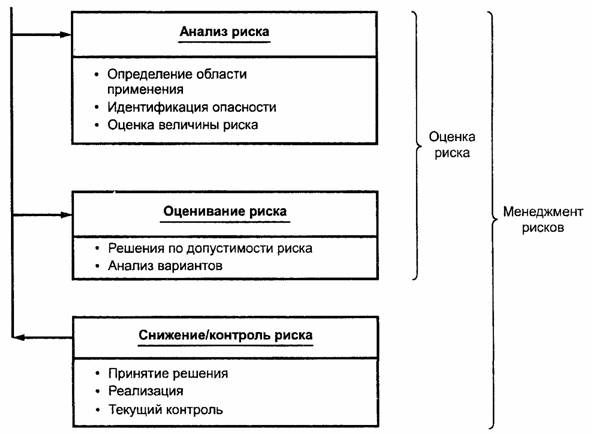 Анализ риска
• Определение области
применения
• Идентификация опасности
• Оценка величины риска
Оценка
риска
Оценивание риска
• Решения по допустимости риска
• Анализ вариантов
Менеджмент
рисков
Снижение/контроль риска
• Принятие решения
• Реализация
• Текущий контроль